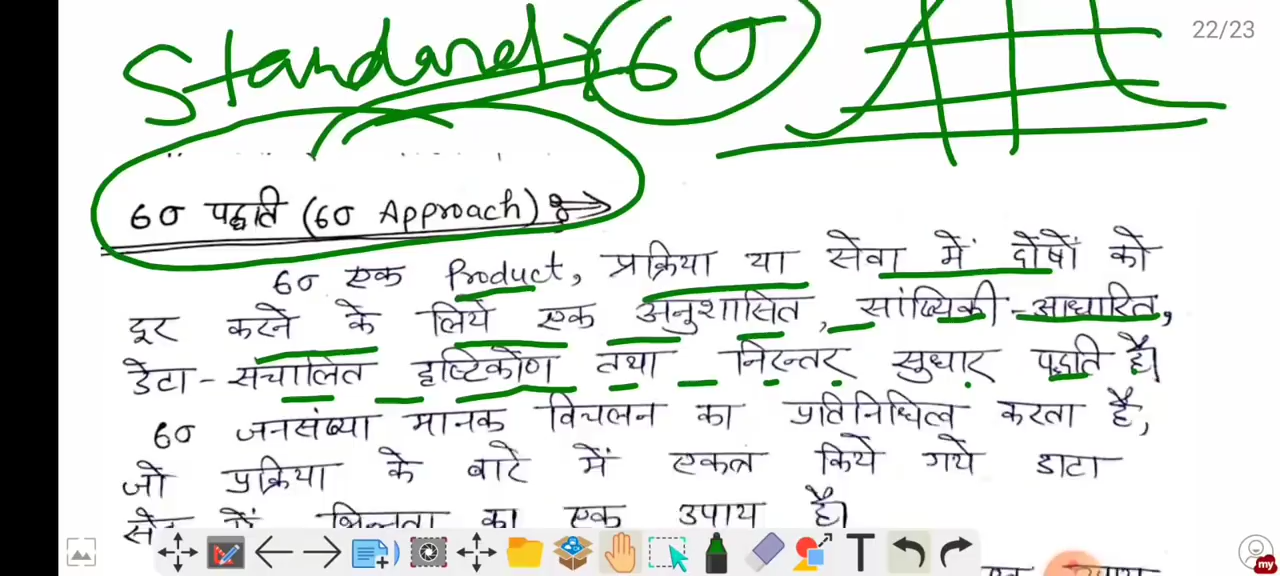 22/23
Standard 6σ
6σ पद्धति (6σ Approach)
6σ एक Product, प्रक्रिया या सेवा में दोषों को
दूर करने के लिये एक अनुशासित, सांख्यिकी-आधारित,
डेटा-संचालित दृष्टिकोण तथा निरन्तर सुधार पद्धति है।
6σ जनसंख्या मानक विचलन का प्रतिनिधित्व करता है,
जो प्रक्रिया के बारे में एकत्र किये गये डाटा
सेट में भिन्नता का एक उपाय है।
T
my